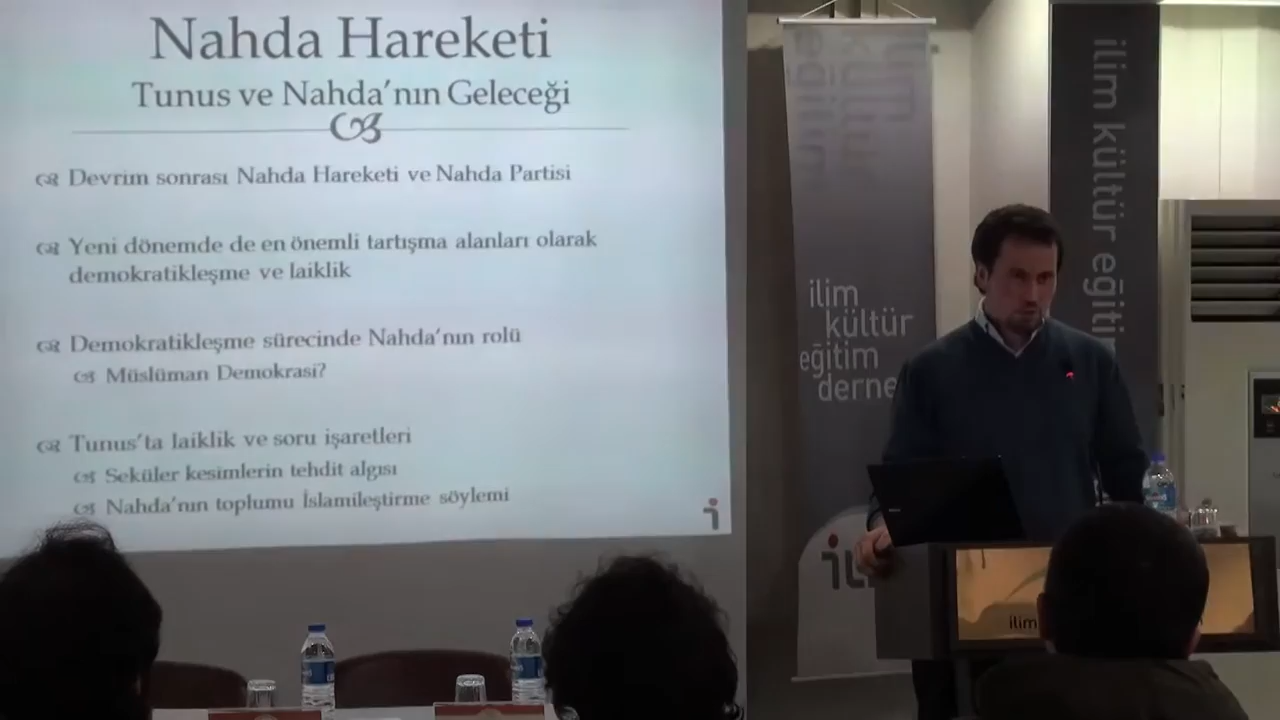 Nahda Hareketi
Tunus ve Nahda'nın Geleceği
Devrim sonrası Nahda Hareketi ve Nahda Partisi
Yeni dönemde de en önemli tartışma alanları olarak
demokratikleşme ve laiklik
Demokratikleşme sürecinde Nahda'nın rolü
Müslüman Demokrasi?
Tunus'ta laiklik ve soru işaretleri
Seküler kesimlerin tehdit algısı
Nahda'nın toplumu İslamileştirme söylemi
ilim
kültür
eğitim
derne
ilim kültür eğitim
ilim